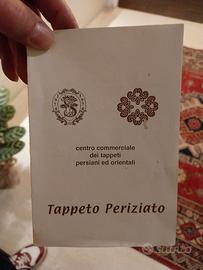 centro commerciale
dei tappeti
persiani ed orientali
Tappeto Periziato